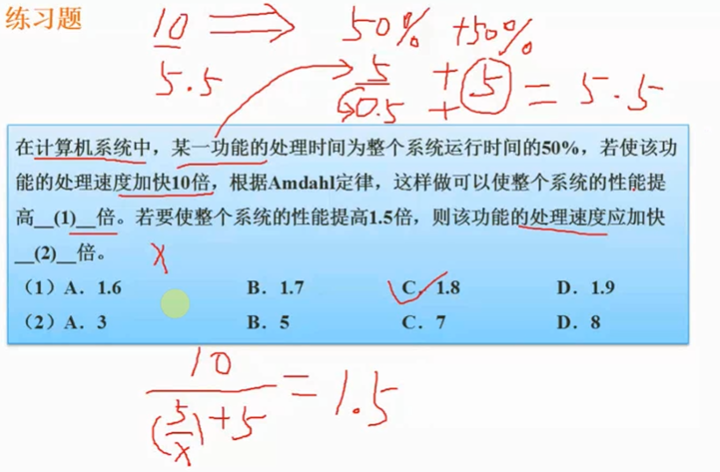 练习题
10 ⟹ 50% +50%
5.5
5 + 5 = 5.5
0.5 +
在计算机系统中，某一功能的处理时间为整个系统运行时间的50%，若使该功
能的处理速度加快10倍，根据Amdahl定律，这样做可以使整个系统的性能提
高__(1)__倍。若要使整个系统的性能提高1.5倍，则该功能的处理速度应加快
__(2)__倍。
x
（1）A．1.6 B．1.7 C．1.8 D．1.9
（2）A．3 B．5 C．7 D．8
10
(5/x)+5 = 1.5